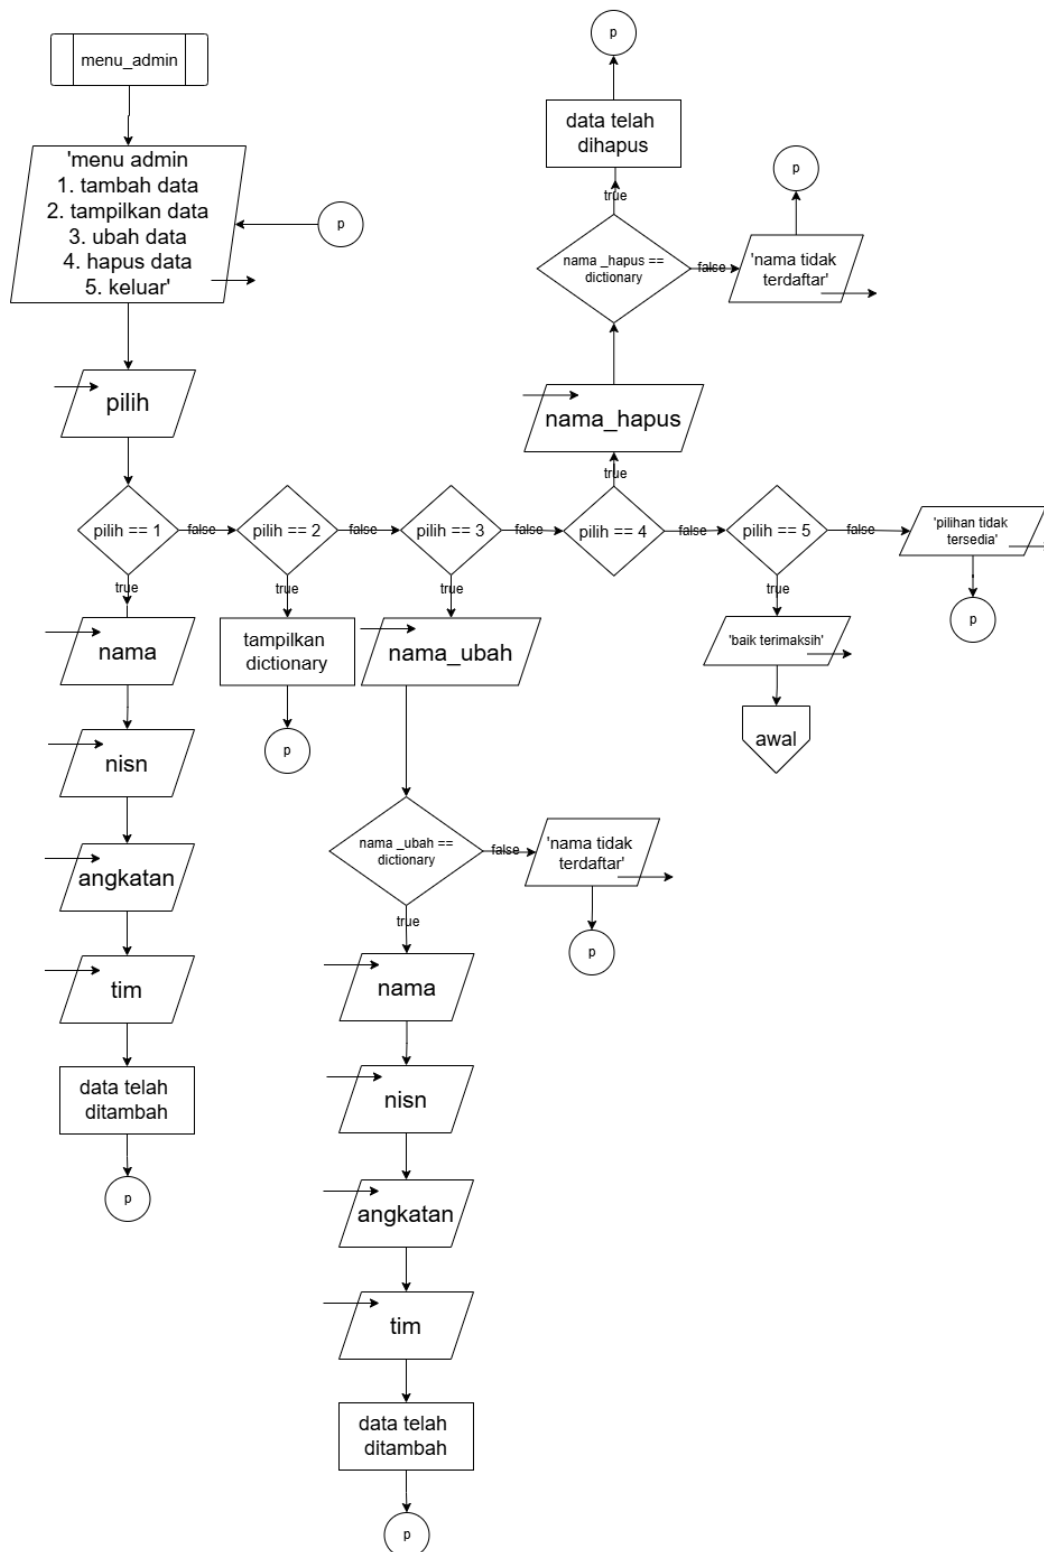 menu_admin
'menu admin
1. tambah data
2. tampilkan data
3. ubah data
4. hapus data
5. keluar'
p
pilih
pilih == 1
false
pilih == 2
false
pilih == 3
false
pilih == 4
false
pilih == 5
false
'pilihan tidak
tersedia'
p
true
nama
nisn
angkatan
tim
data telah
ditambah
p
true
tampilkan
dictionary
p
true
nama_ubah
nama _ubah ==
dictionary
false
'nama tidak
terdaftar'
p
true
nama
nisn
angkatan
tim
data telah
ditambah
p
true
nama_hapus
nama _hapus ==
dictionary
false
'nama tidak
terdaftar'
p
true
data telah
dihapus
p
true
'baik terimaksih'
awal